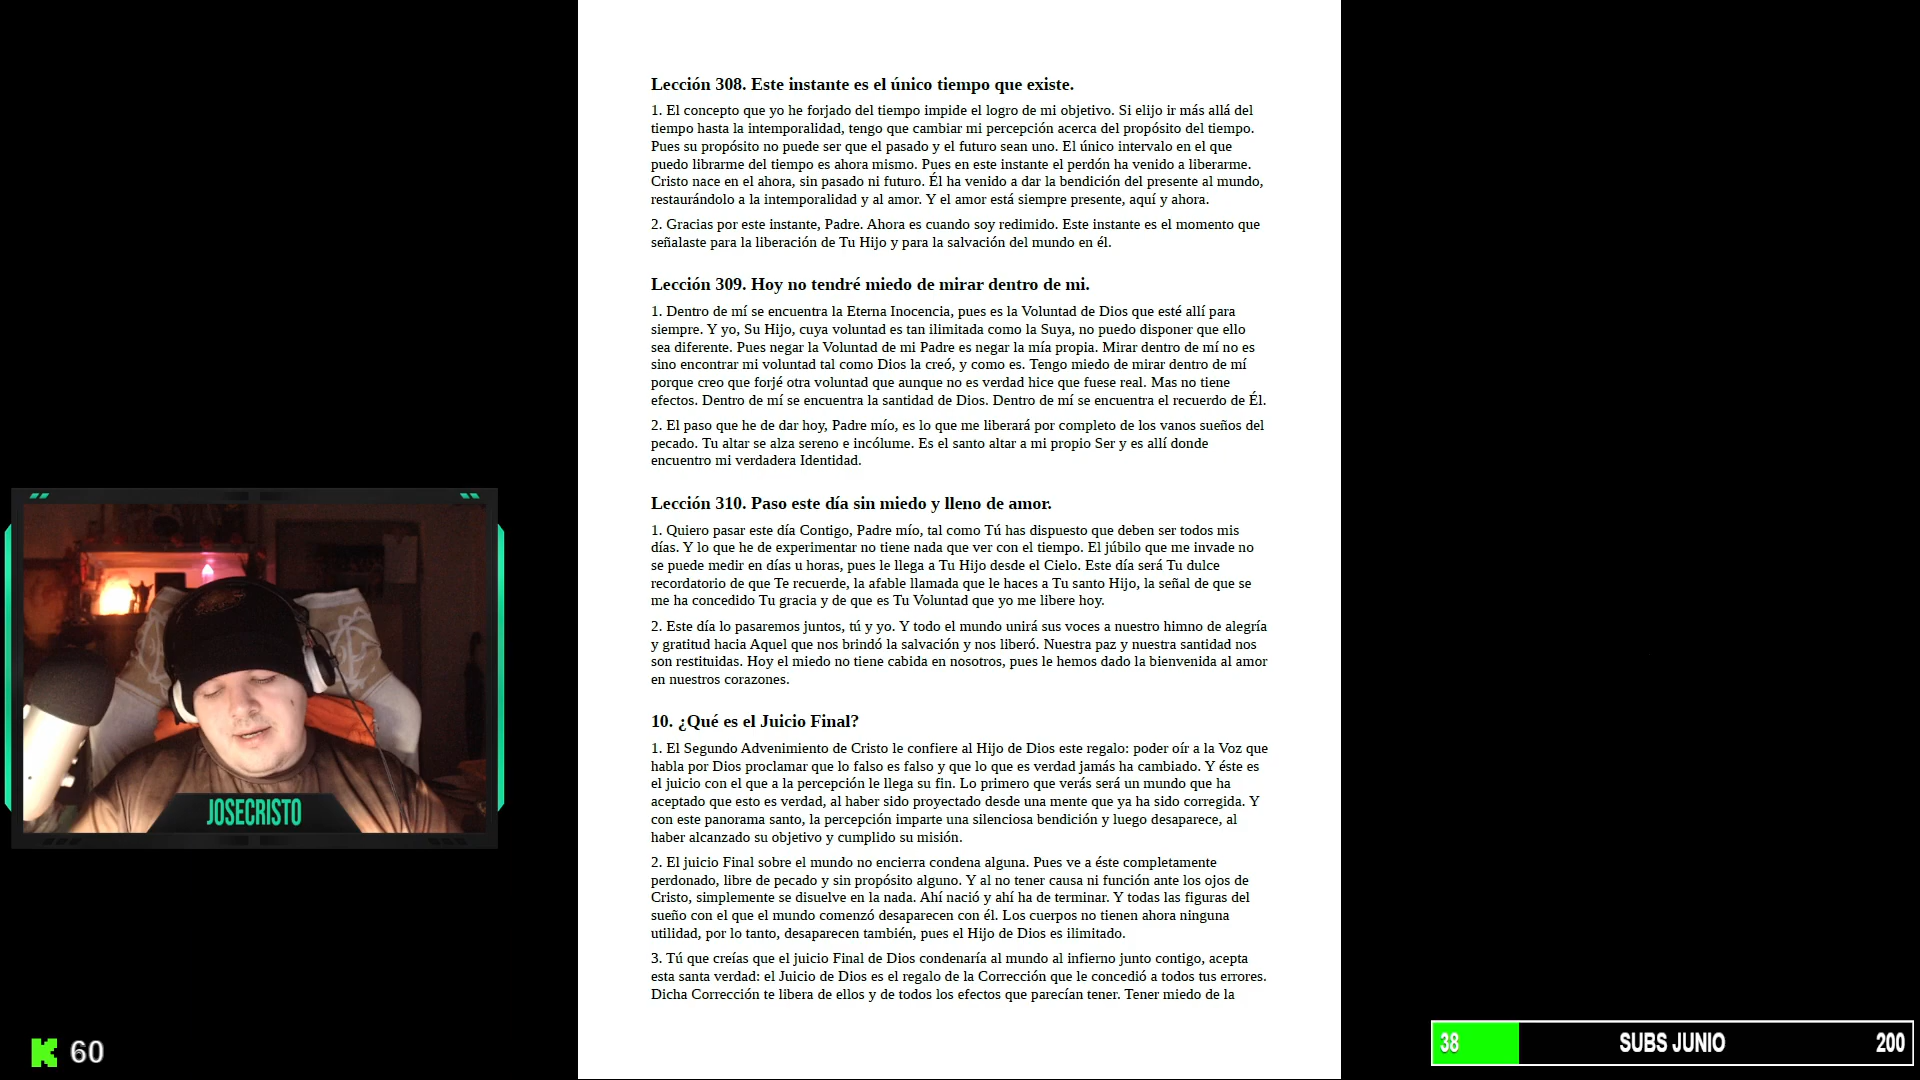 Lección 308. Este instante es el único tiempo que existe.
1. El concepto que yo he forjado del tiempo impide el logro de mi objetivo. Si elijo ir más allá del
tiempo hasta la intemporalidad, tengo que cambiar mi percepción acerca del propósito del tiempo.
Pues su propósito no puede ser que el pasado y el futuro sean uno. El único intervalo en el que
puedo librarme del tiempo es ahora mismo. Pues en este instante el perdón ha venido a liberarme.
Cristo nace en el ahora, sin pasado ni futuro. Él ha venido a dar la bendición del presente al mundo,
restaurándolo a la intemporalidad y al amor. Y el amor está siempre presente, aquí y ahora.
2. Gracias por este instante, Padre. Ahora es cuando soy redimido. Este instante es el momento que
señalaste para la liberación de Tu Hijo y para la salvación del mundo en él.
Lección 309. Hoy no tendré miedo de mirar dentro de mi.
1. Dentro de mí se encuentra la Eterna Inocencia, pues es la Voluntad de Dios que esté allí para
siempre. Y yo, Su Hijo, cuya voluntad es tan ilimitada como la Suya, no puedo disponer que ello
sea diferente. Pues negar la Voluntad de mi Padre es negar la mía propia. Mirar dentro de mí no es
sino encontrar mi voluntad tal como Dios la creó, y como es. Tengo miedo de mirar dentro de mí
porque creo que forjé otra voluntad que aunque no es verdad hice que fuese real. Mas no tiene
efectos. Dentro de mí se encuentra la santidad de Dios. Dentro de mí se encuentra el recuerdo de Él.
2. El paso que he de dar hoy, Padre mío, es lo que me liberará por completo de los vanos sueños del
pecado. Tu altar se alza sereno e incólume. Es el santo altar a mi propio Ser y es allí donde
encuentro mi verdadera Identidad.
Lección 310. Paso este día sin miedo y lleno de amor.
1. Quiero pasar este día Contigo, Padre mío, tal como Tú has dispuesto que deben ser todos mis
días. Y lo que he de experimentar no tiene nada que ver con el tiempo. El júbilo que me invade no
se puede medir en días u horas, pues le llega a Tu Hijo desde el Cielo. Este día será Tu dulce
recordatorio de que Te recuerde, la afable llamada que le haces a Tu santo Hijo, la señal de que se
me ha concedido Tu gracia y de que es Tu Voluntad que yo me libere hoy.
2. Este día lo pasaremos juntos, tú y yo. Y todo el mundo unirá sus voces a nuestro himno de alegría
y gratitud hacia Aquel que nos brindó la salvación y nos liberó. Nuestra paz y nuestra santidad nos
son restituidas. Hoy el miedo no tiene cabida en nosotros, pues le hemos dado la bienvenida al amor
en nuestros corazones.
10. ¿Qué es el Juicio Final?
1. El Segundo Advenimiento de Cristo le confiere al Hijo de Dios este regalo: poder oír a la Voz que
habla por Dios proclamar que lo falso es falso y que lo que es verdad jamás ha cambiado. Y éste es
el juicio con el que a la percepción le llega su fin. Lo primero que verás será un mundo que ha
aceptado que esto es verdad, al haber sido proyectado desde una mente que ya ha sido corregida. Y
con este panorama santo, la percepción imparte una silenciosa bendición y luego desaparece, al
haber alcanzado su objetivo y cumplido su misión.
2. El juicio Final sobre el mundo no encierra condena alguna. Pues ve a éste completamente
perdonado, libre de pecado y sin propósito alguno. Y al no tener causa ni función ante los ojos de
Cristo, simplemente se disuelve en la nada. Ahí nació y ahí ha de terminar. Y todas las figuras del
sueño con el que el mundo comenzó desaparecen con él. Los cuerpos no tienen ahora ninguna
utilidad, por lo tanto, desaparecen también, pues el Hijo de Dios es ilimitado.
3. Tú que creías que el juicio Final de Dios condenaría al mundo al infierno junto contigo, acepta
esta santa verdad: el Juicio de Dios es el regalo de la Corrección que le concedió a todos tus errores.
Dicha Corrección te libera de ellos y de todos los efectos que parecían tener. Tener miedo de la
JOSECRISTO
K 60
38 SUBS JUNIO 200